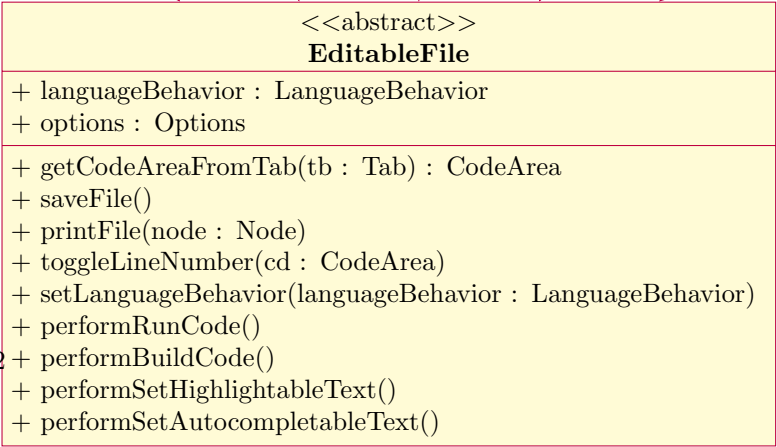 <<abstract>>
EditableFile
+ languageBehavior : LanguageBehavior
+ options : Options
+ getCodeAreaFromTab(tb : Tab) : CodeArea
+ saveFile()
+ printFile(node : Node)
+ toggleLineNumber(cd : CodeArea)
+ setLanguageBehavior(languageBehavior : LanguageBehavior)
+ performRunCode()
+ performBuildCode()
+ performSetHighlightableText()
+ performSetAutocompletableText()